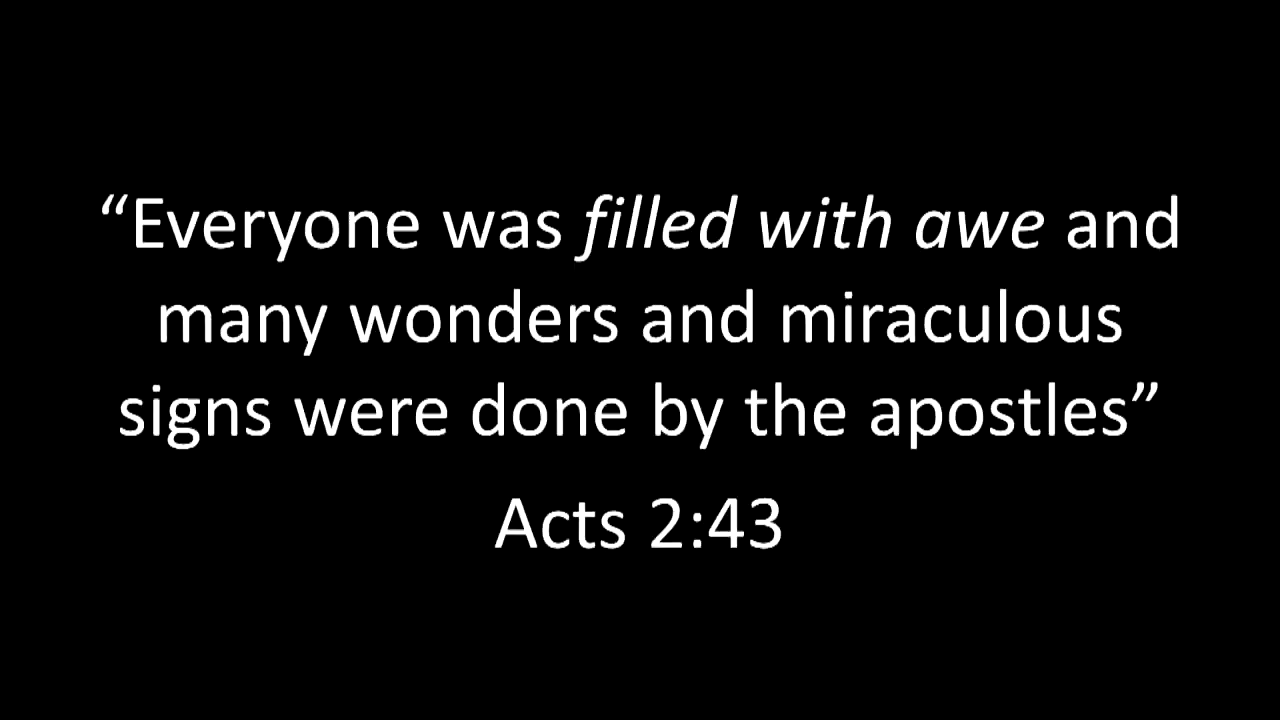 “Everyone was filled with awe and
many wonders and miraculous
signs were done by the apostles”
Acts 2:43